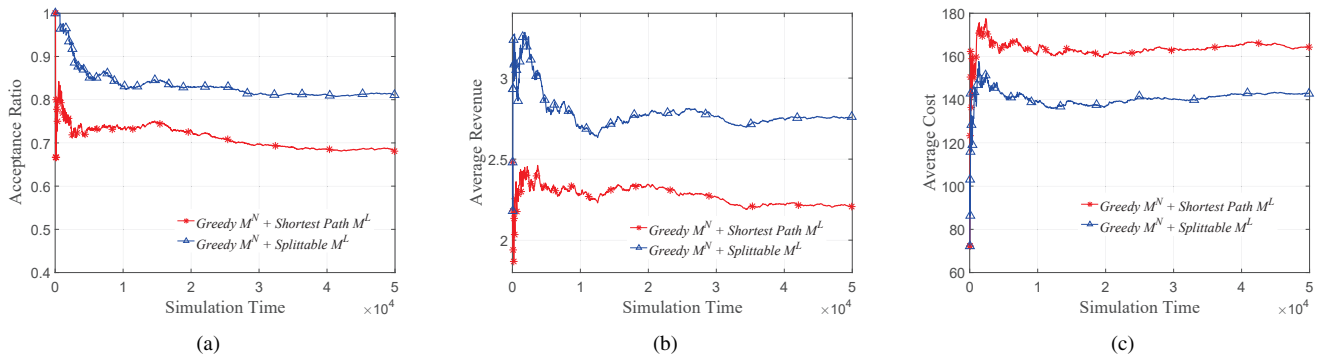 1
0.9
0.8
0.7
0.6
0.5
0.4
Acceptance Ratio
Greedy M^N + Shortest Path M^L
Greedy M^N + Splittable M^L
0 1 2 3 4 5
Simulation Time ×10^4
(a)
3
2.5
2
Average Revenue
Greedy M^N + Shortest Path M^L
Greedy M^N + Splittable M^L
0 1 2 3 4 5
Simulation Time ×10^4
(b)
180
160
140
120
100
80
60
Average Cost
Greedy M^N + Shortest Path M^L
Greedy M^N + Splittable M^L
0 1 2 3 4 5
Simulation Time ×10^4
(c)